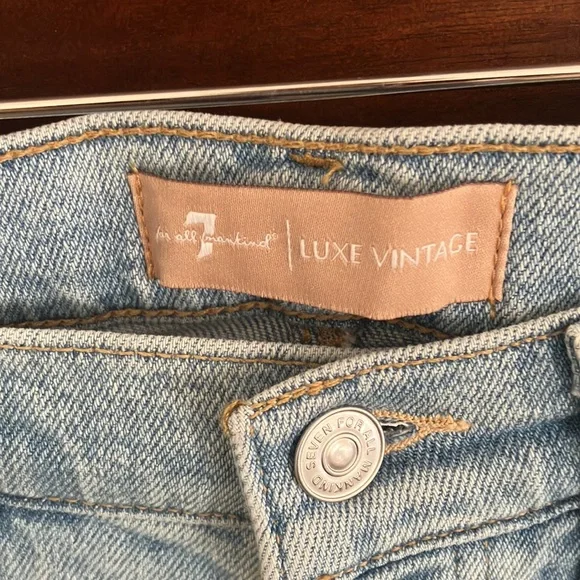 7
for all mankind® | LUXE VINTAGE
SEVEN FOR ALL MANKIND